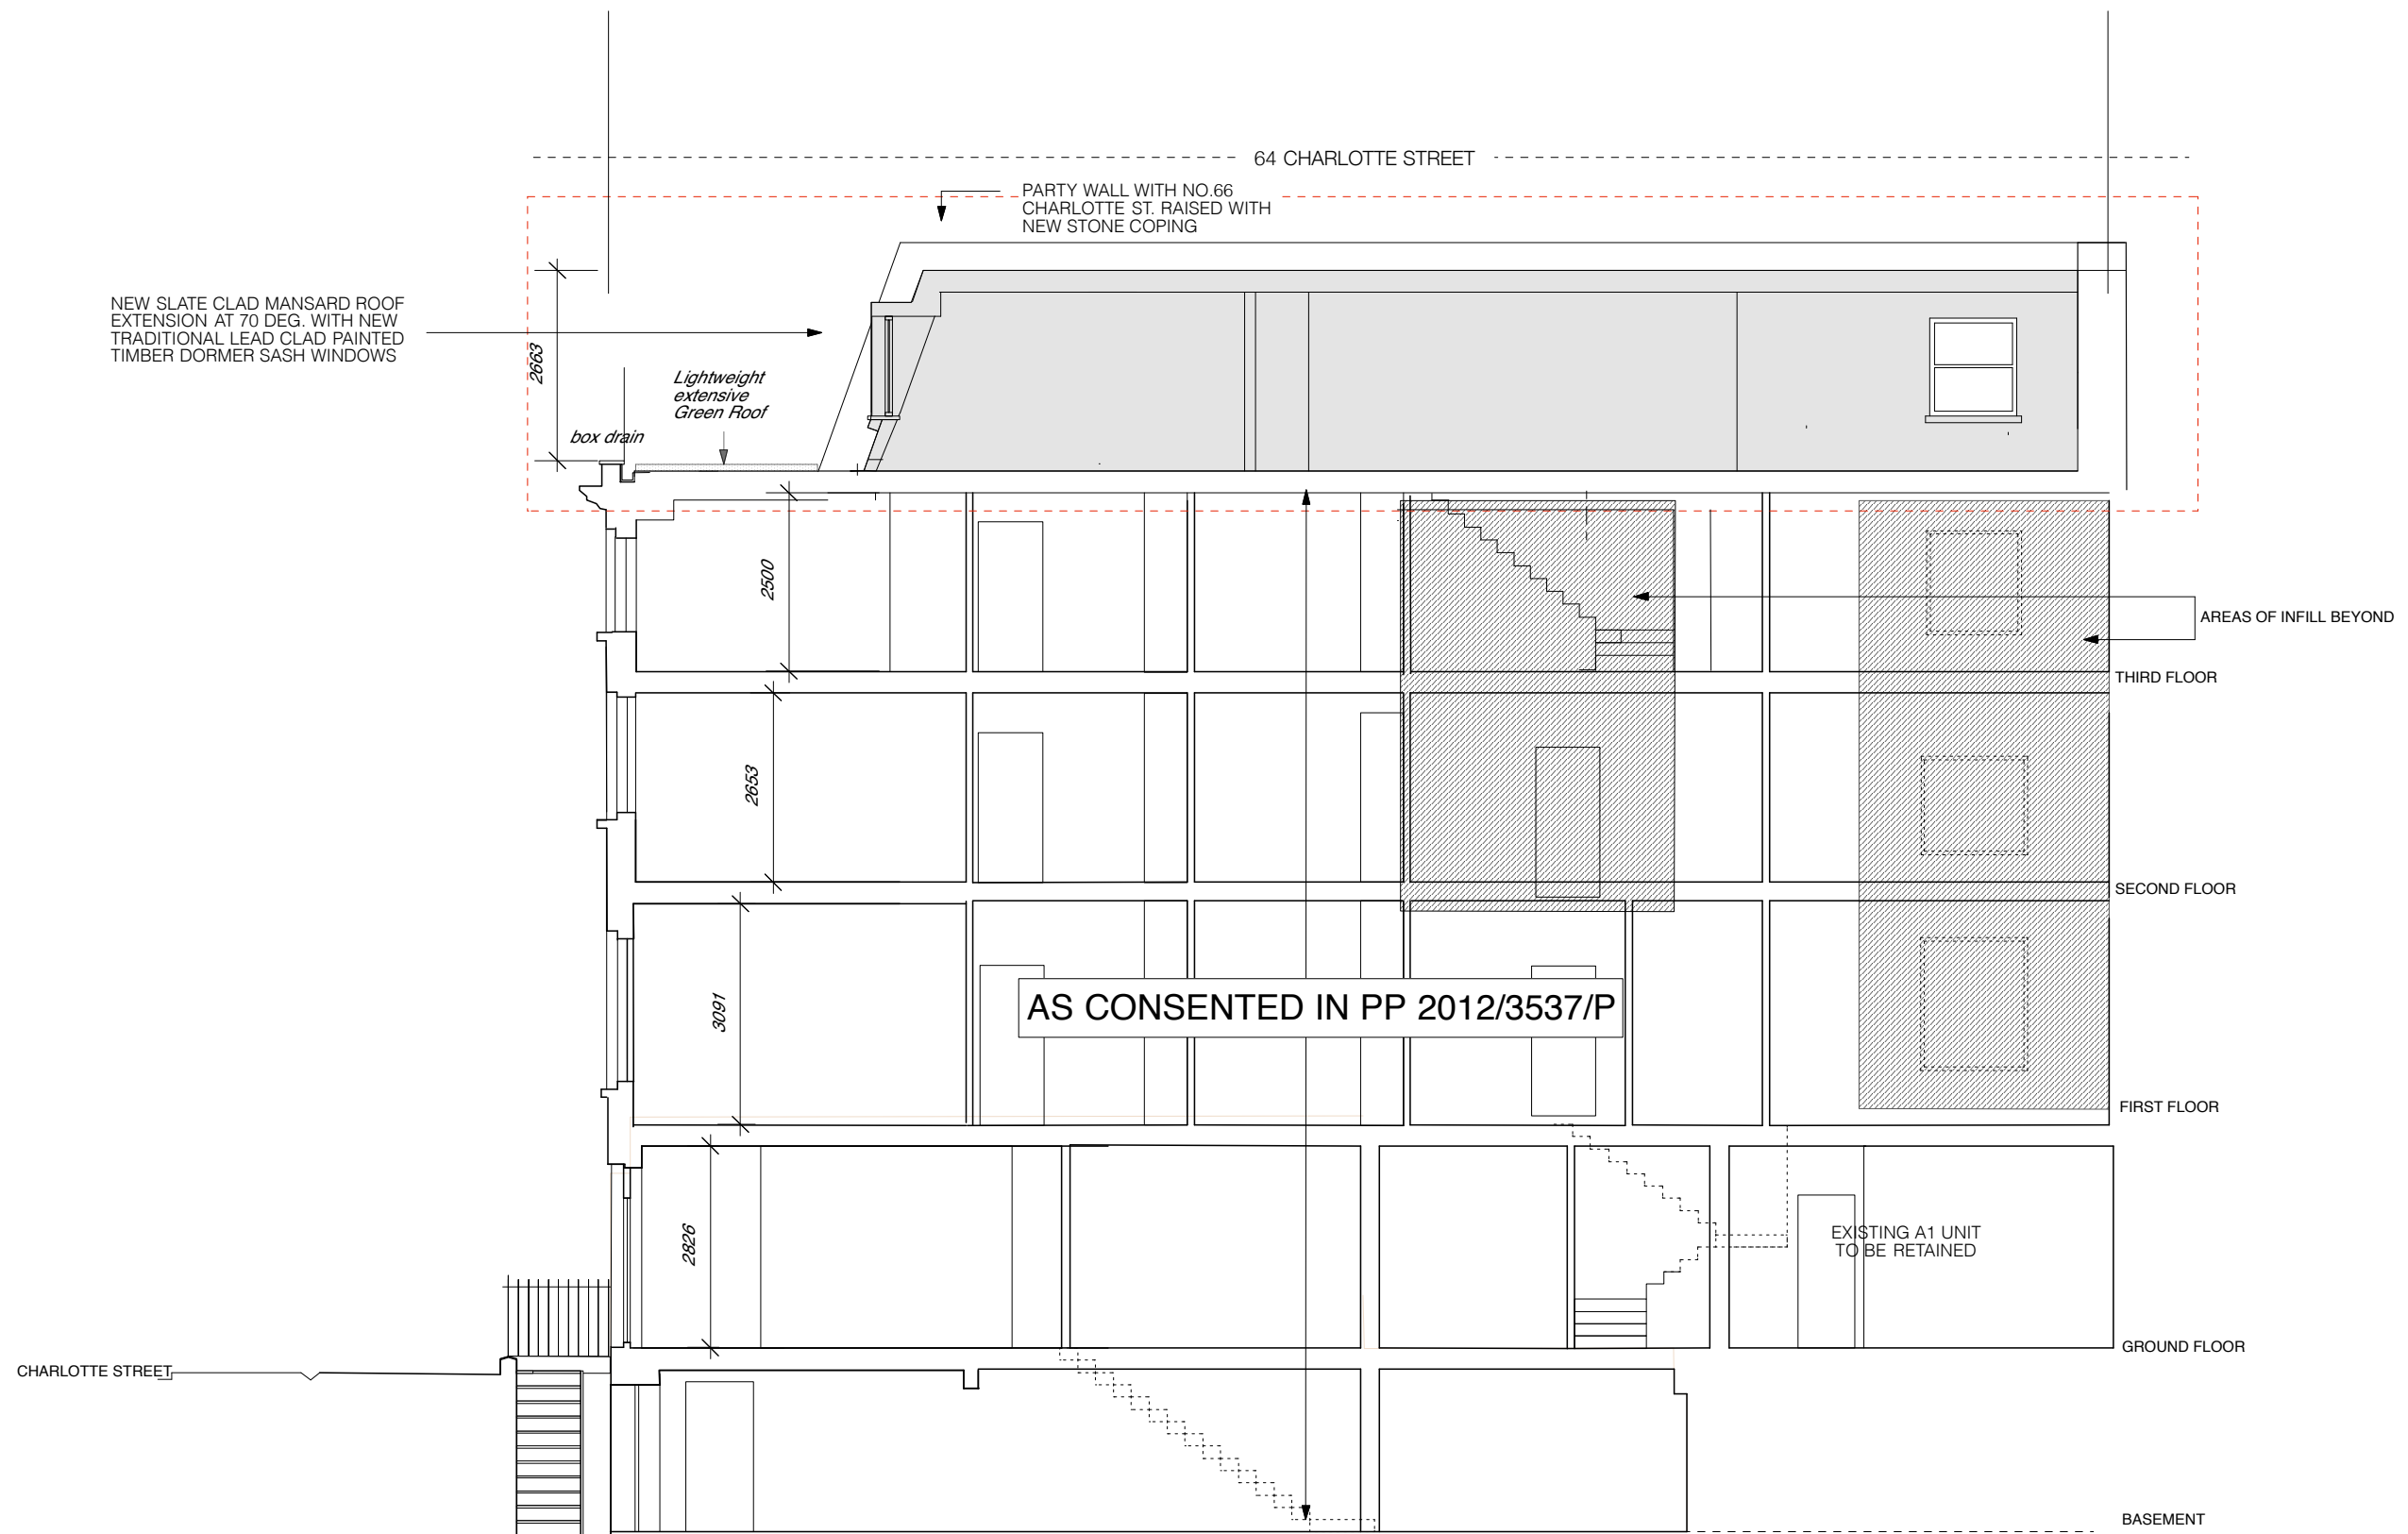 64 CHARLOTTE STREET
PARTY WALL WITH NO.66
CHARLOTTE ST. RAISED WITH
NEW STONE COPING
NEW SLATE CLAD MANSARD ROOF
EXTENSION AT 70 DEG. WITH NEW
TRADITIONAL LEAD CLAD PAINTED
TIMBER DORMER SASH WINDOWS
2663
Lightweight
extensive
Green Roof
box drain
2500
AREAS OF INFILL BEYOND
THIRD FLOOR
2653
SECOND FLOOR
3091
AS CONSENTED IN PP 2012/3537/P
FIRST FLOOR
2826
EXISTING A1 UNIT
TO BE RETAINED
GROUND FLOOR
CHARLOTTE STREET
BASEMENT